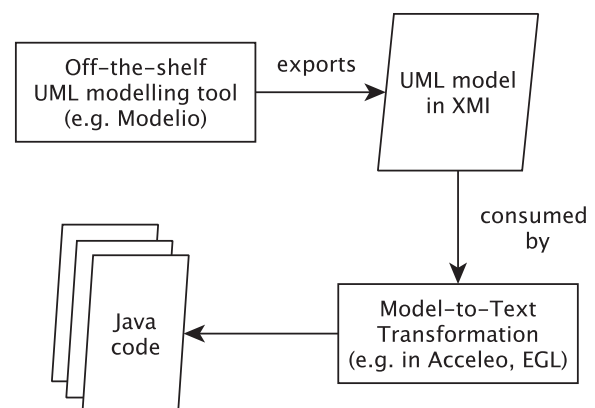 Off-the-shelf
UML modelling tool
(e.g. Modelio)
exports
UML model
in XMI
consumed
by
Model-to-Text
Transformation
(e.g. in Acceleo, EGL)
Java
code